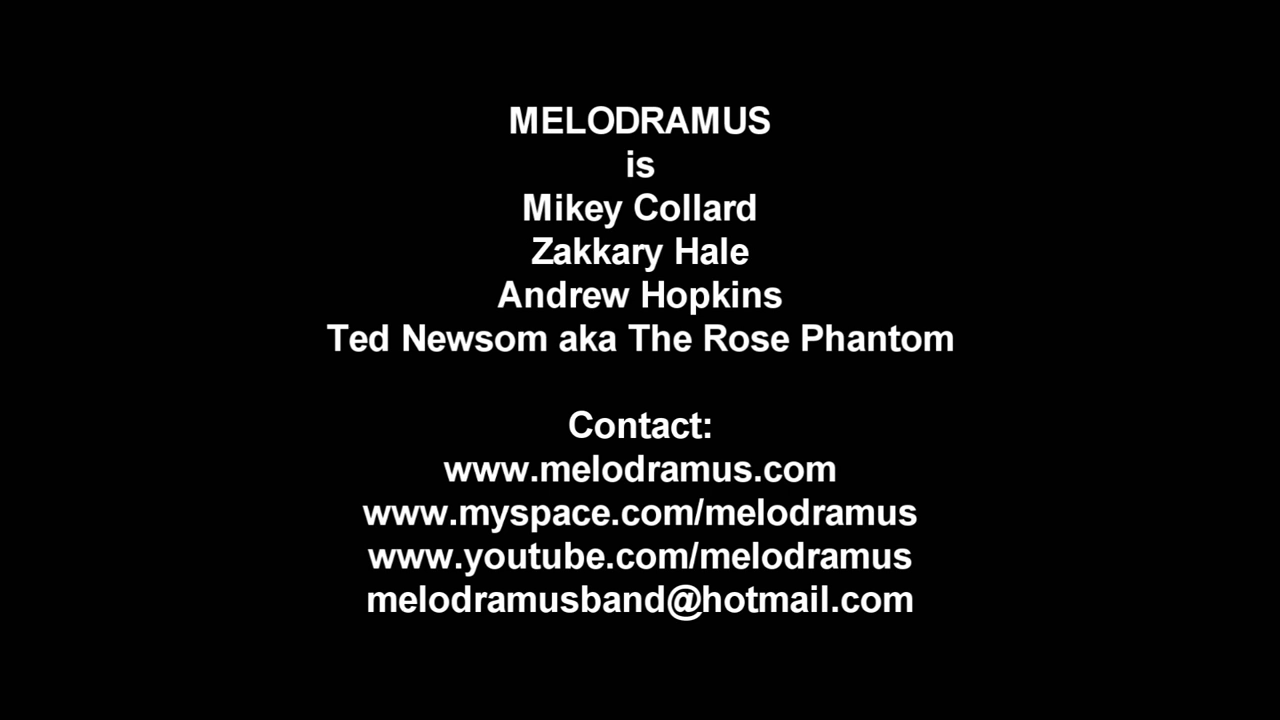 MELODRAMUS
is
Mikey Collard
Zakkary Hale
Andrew Hopkins
Ted Newsom aka The Rose Phantom
Contact:
www.melodramus.com
www.myspace.com/melodramus
www.youtube.com/melodramus
melodramusband@hotmail.com